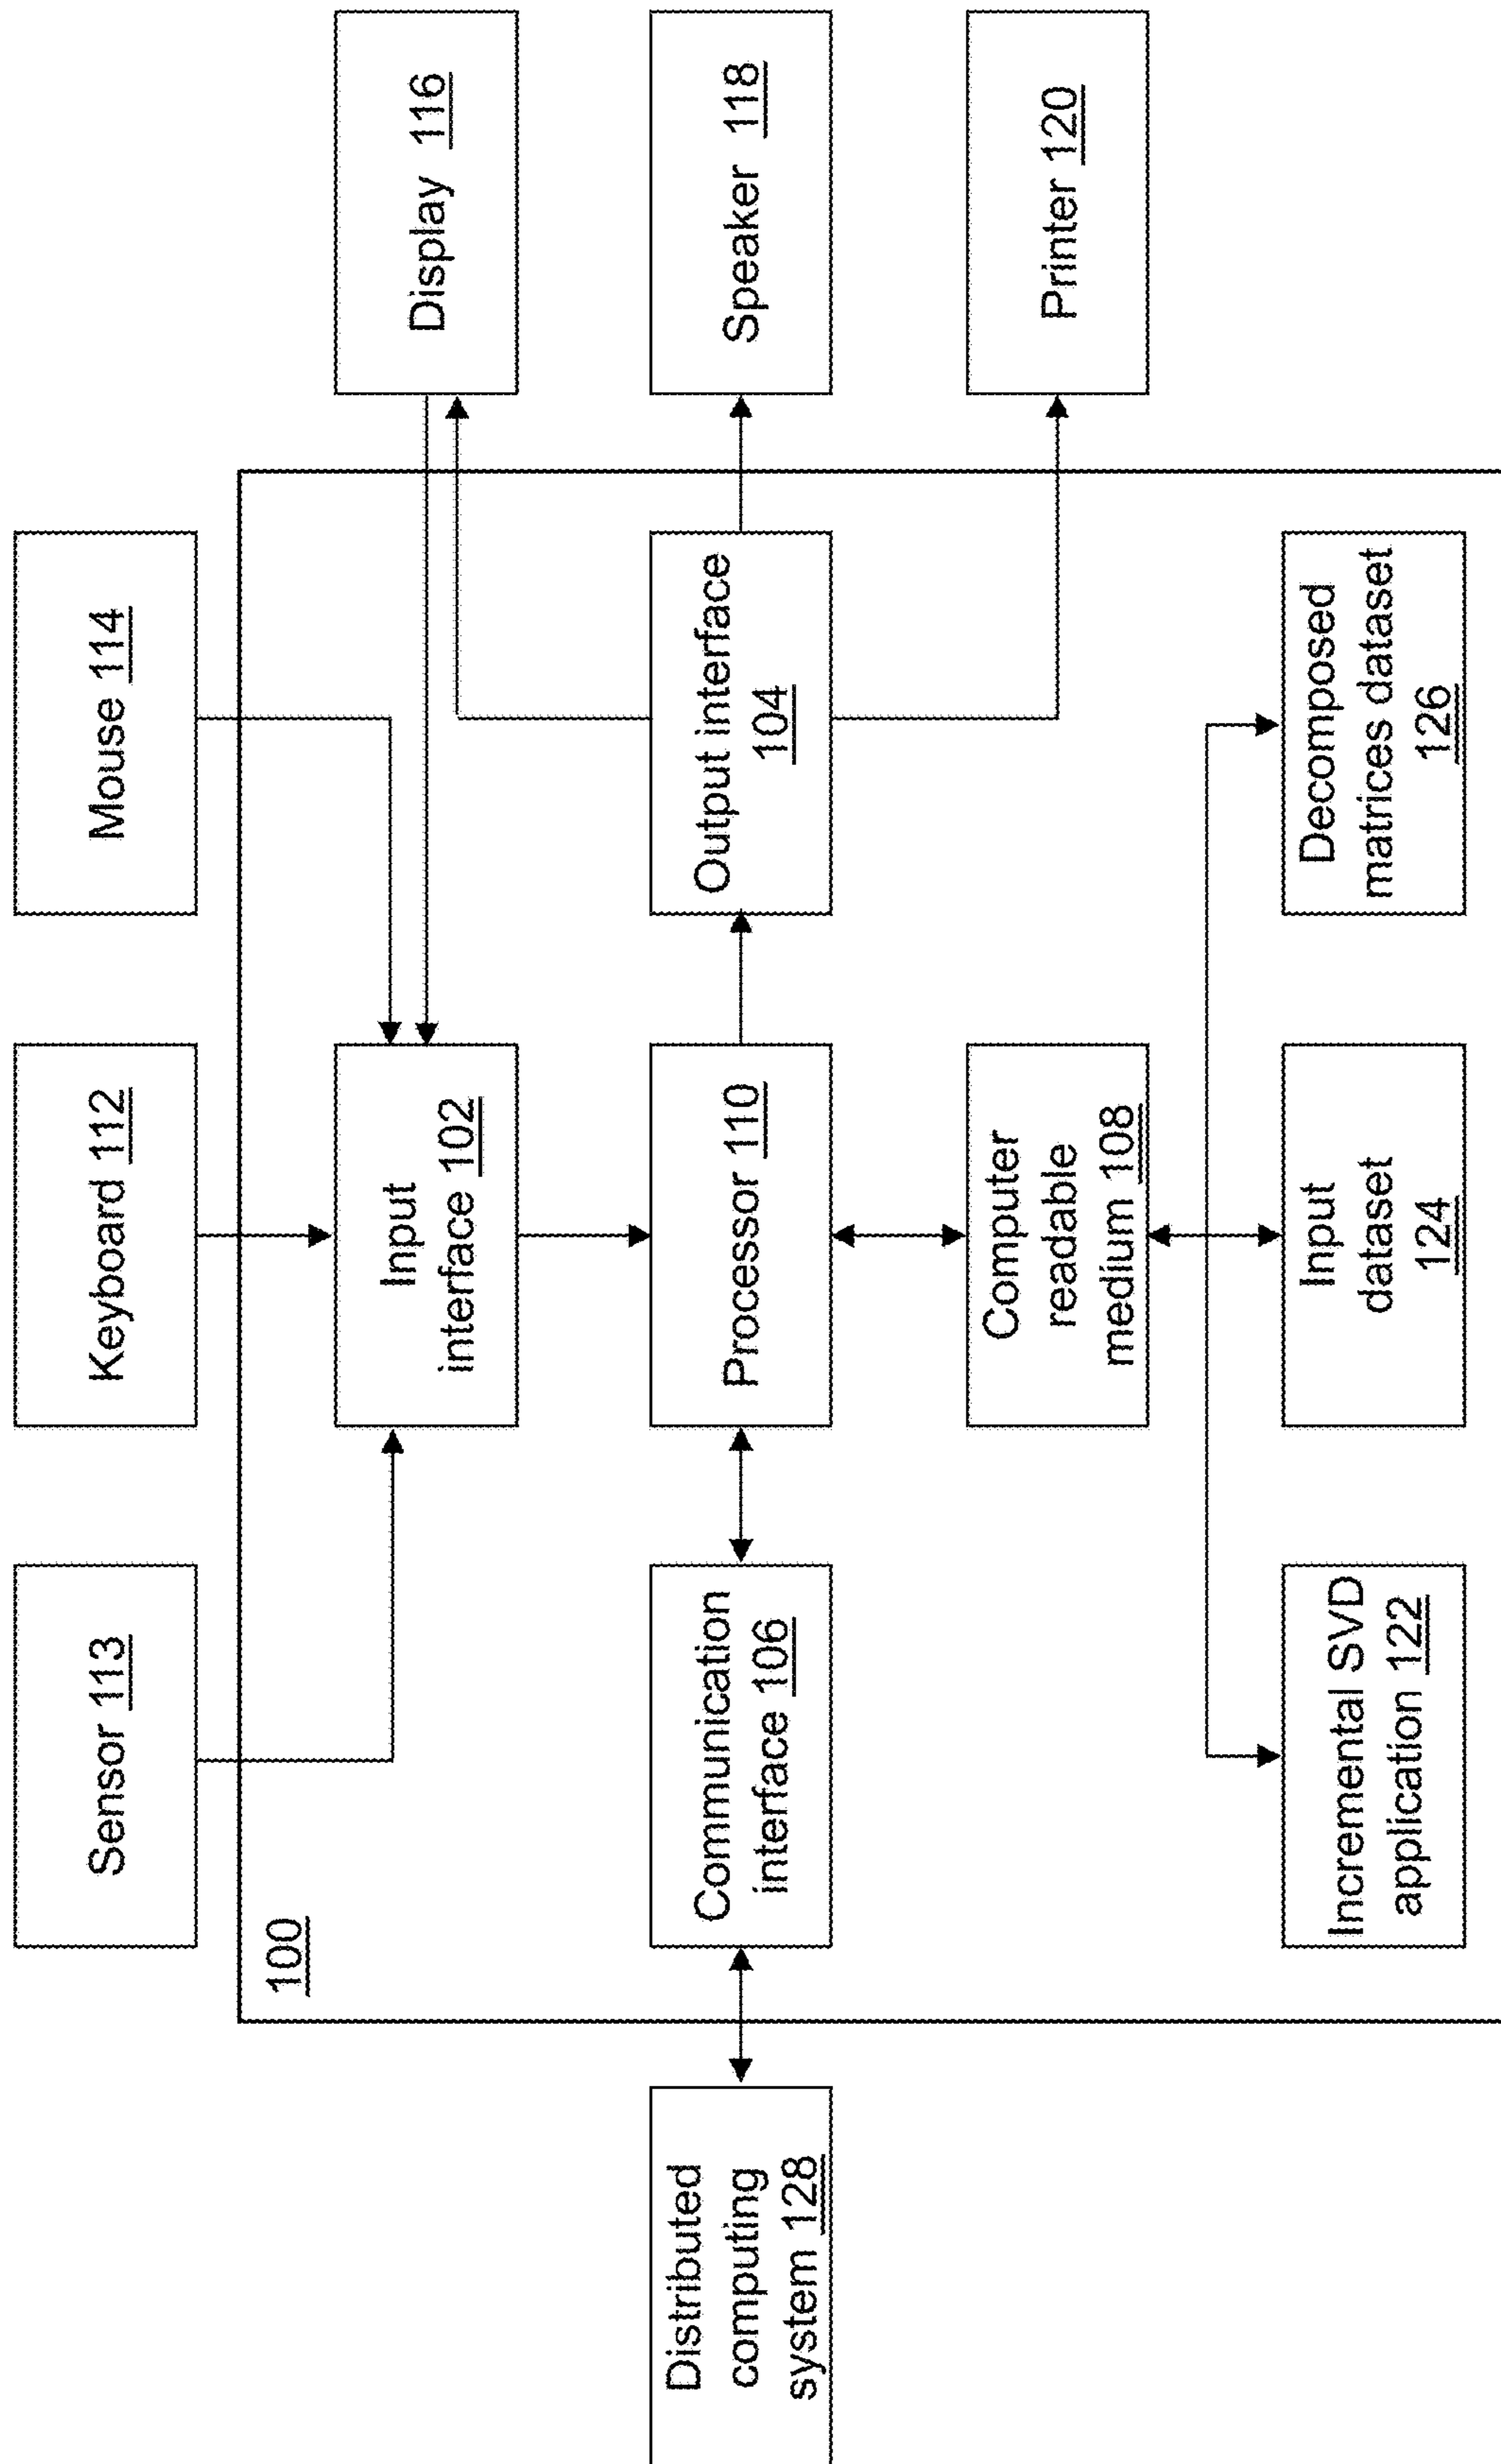 Sensor 113
Keyboard 112
Mouse 114
100
Input
interface 102
Display 116
Distributed
computing
system 128
Communication
interface 106
Processor 110
Output interface
104
Speaker 118
Computer
readable
medium 108
Printer 120
Incremental SVD
application 122
Input
dataset
124
Decomposed
matrices dataset
126